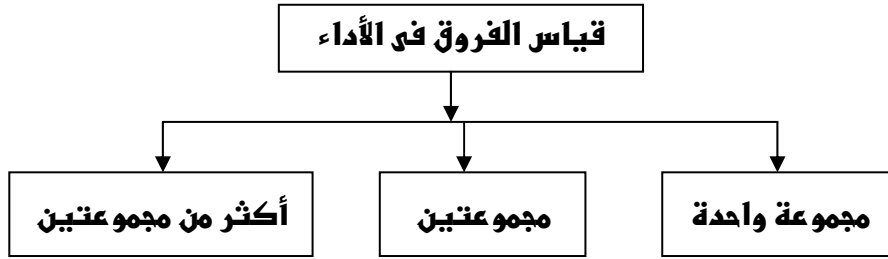 قياس الفروق فى الأداء
مجموعة واحدة
مجموعتين
أكثر من مجموعتين